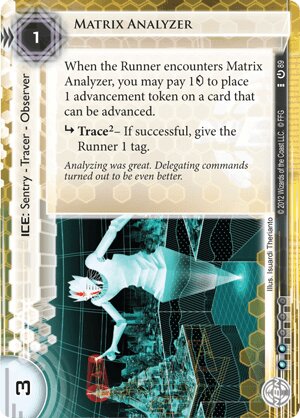 1
MATRIX ANALYZER
When the Runner encounters Matrix
Analyzer, you may pay 1 to place
1 advancement token on a card that
can be advanced.
Trace2– If successful, give the
Runner 1 tag.
Analyzing was great. Delegating commands
turned out to be even better.
ICE: Sentry - Tracer - Observer
89
© 2012 Wizards of the Coast LLC. © FFG
Illus. Isuardi Therianto
3